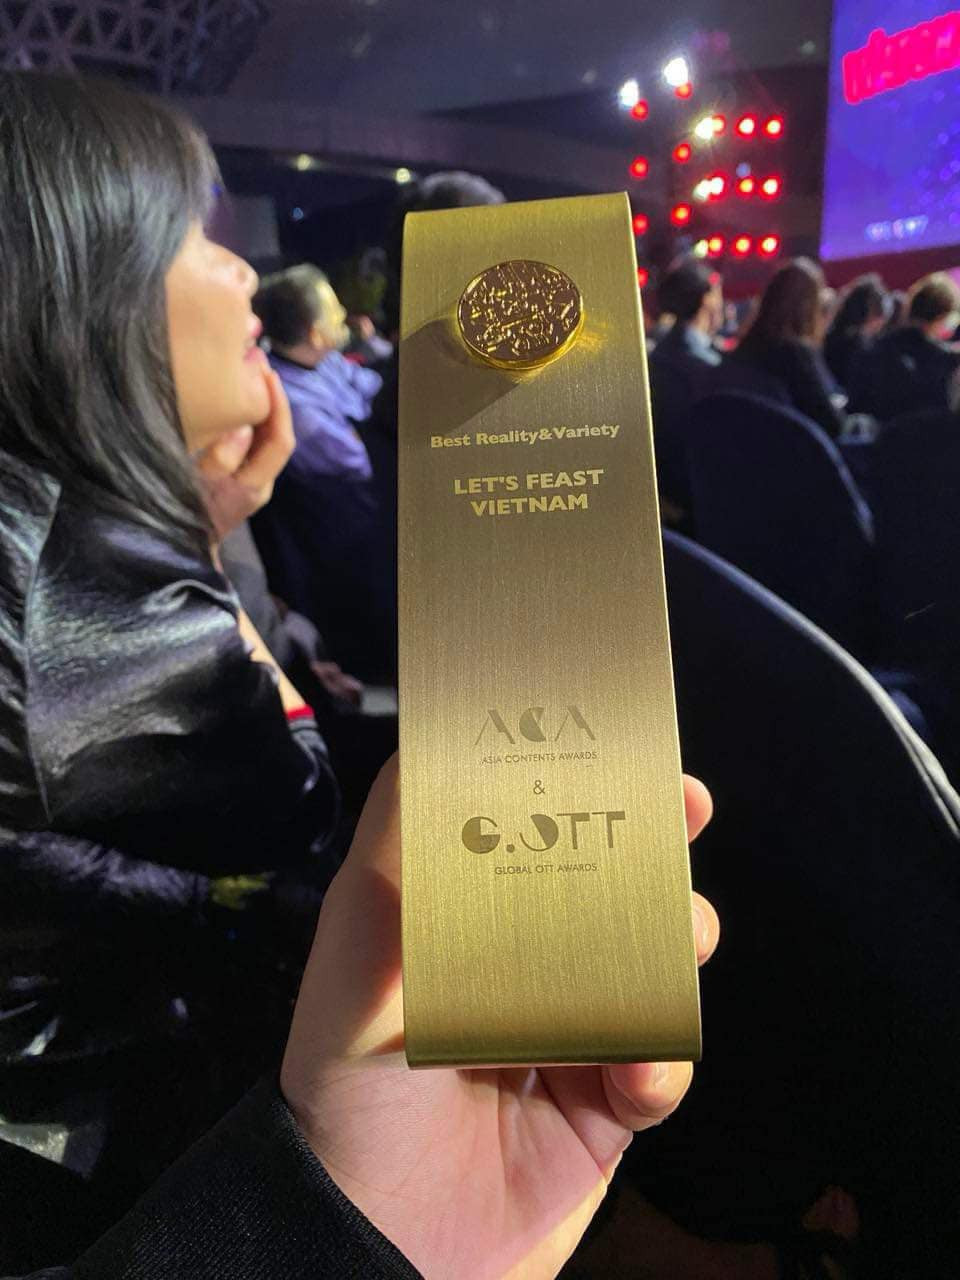 Best Reality&Variety
LET'S FEAST
VIETNAM
ACA
ASIA CONTENTS AWARDS
&
G.OTT
GLOBAL OTT AWARDS